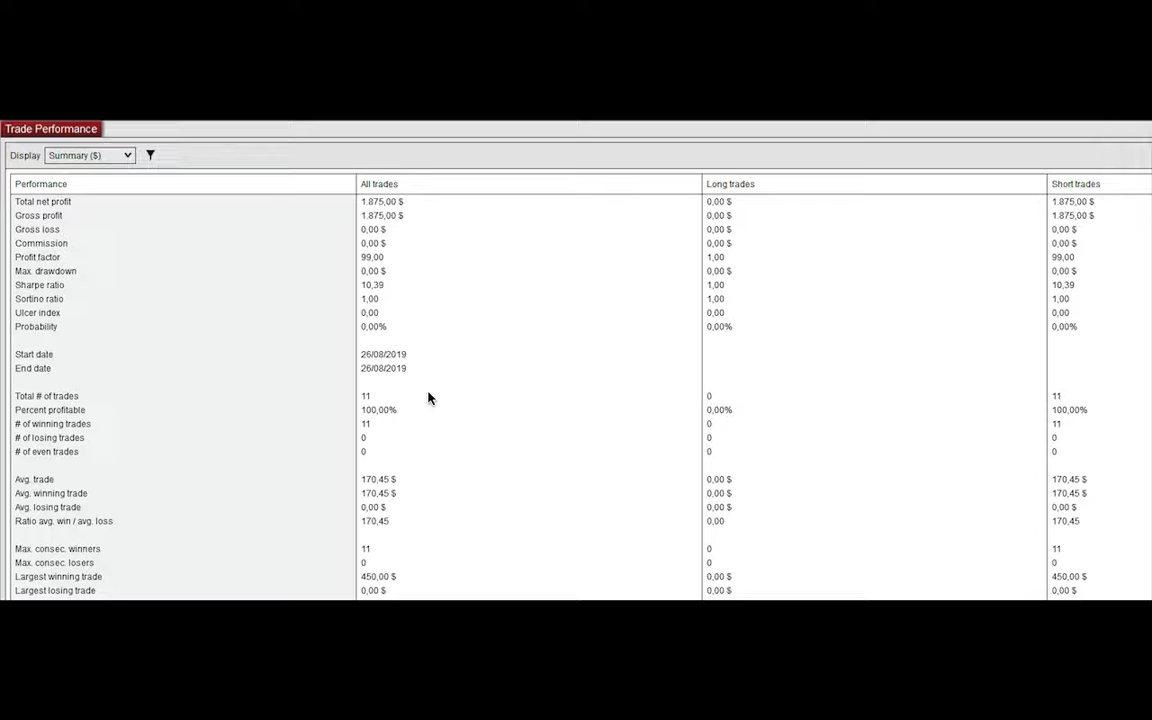 Trade Performance
Display Summary ($)
Performance All trades Long trades Short trades
Total net profit 1.875,00 $ 0,00 $ 1.875,00 $
Gross profit 1.875,00 $ 0,00 $ 1.875,00 $
Gross loss 0,00 $ 0,00 $ 0,00 $
Commission 0,00 $ 0,00 $ 0,00 $
Profit factor 99,00 1,00 99,00
Max. drawdown 0,00 $ 0,00 $ 0,00 $
Sharpe ratio 10,39 1,00 10,39
Sortino ratio 1,00 1,00 1,00
Ulcer index 0,00 0,00 0,00
Probability 0,00% 0,00% 0,00%
Start date 26/08/2019
End date 26/08/2019
Total # of trades 11 0 11
Percent profitable 100,00% 0,00% 100,00%
# of winning trades 11 0 11
# of losing trades 0 0 0
# of even trades 0 0 0
Avg. trade 170,45 $ 0,00 $ 170,45 $
Avg. winning trade 170,45 $ 0,00 $ 170,45 $
Avg. losing trade 0,00 $ 0,00 $ 0,00 $
Ratio avg. win / avg. loss 170,45 0,00 170,45
Max. consec. winners 11 0 11
Max. consec. losers 0 0 0
Largest winning trade 450,00 $ 0,00 $ 450,00 $
Largest losing trade 0,00 $ 0,00 $ 0,00 $